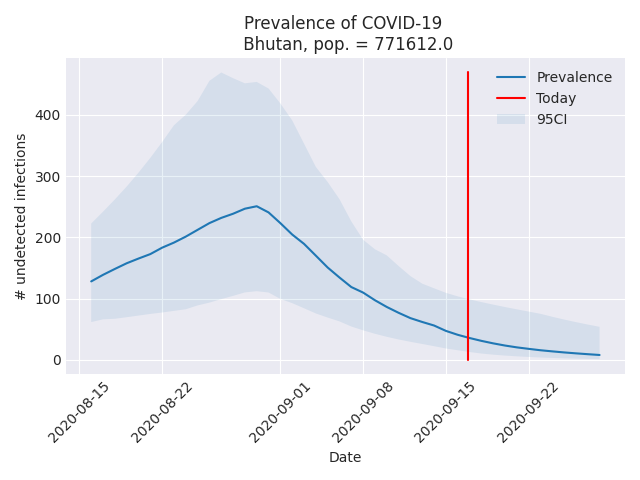 Prevalence of COVID-19
Bhutan, pop. = 771612.0
Prevalence
Today
95CI
# undetected infections
400
300
200
100
0
2020-08-15
2020-08-22
2020-09-01
2020-09-08
2020-09-15
2020-09-22
Date